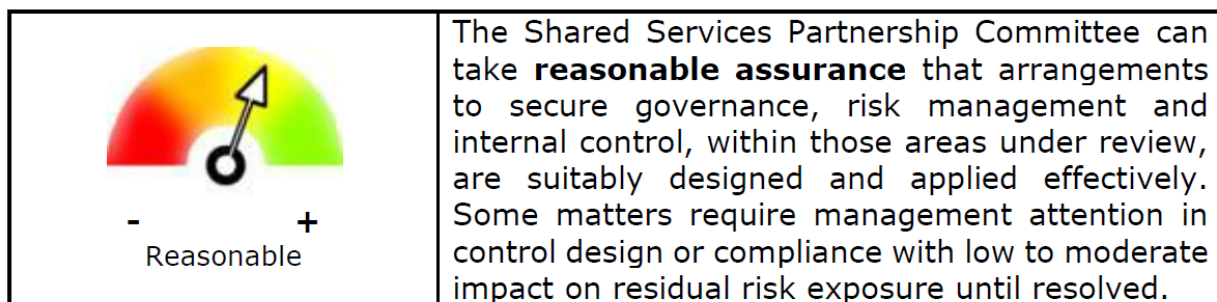 - +
Reasonable
The Shared Services Partnership Committee can
take reasonable assurance that arrangements
to secure governance, risk management and
internal control, within those areas under review,
are suitably designed and applied effectively.
Some matters require management attention in
control design or compliance with low to moderate
impact on residual risk exposure until resolved.